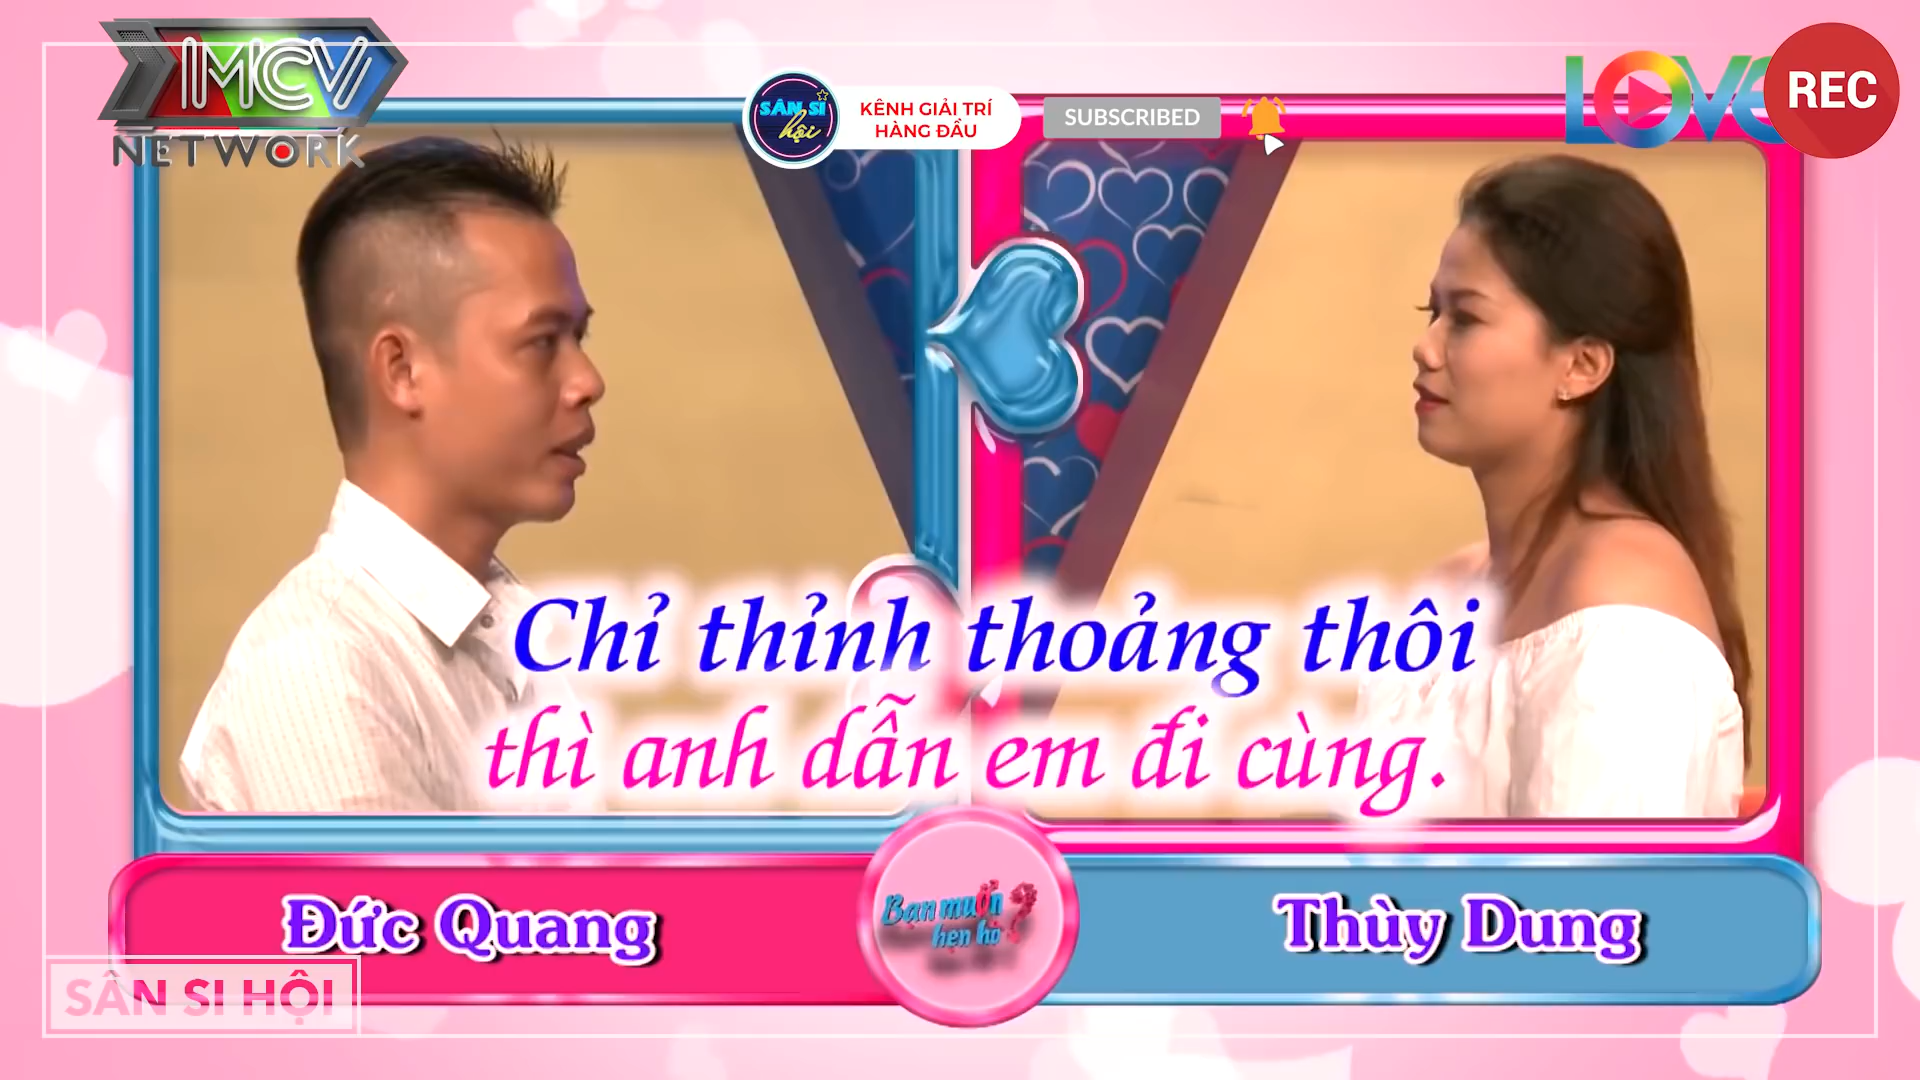 MCV
NETWORK
SÂN SI
hội
KÊNH GIẢI TRÍ
HÀNG ĐẦU
SUBSCRIBED
LOVE
REC
Chỉ thỉnh thoảng thôi
thì anh dẫn em đi cùng.
Đức Quang
Bạn muốn
hẹn hò
?
Thùy Dung
SÂN SI HỘI